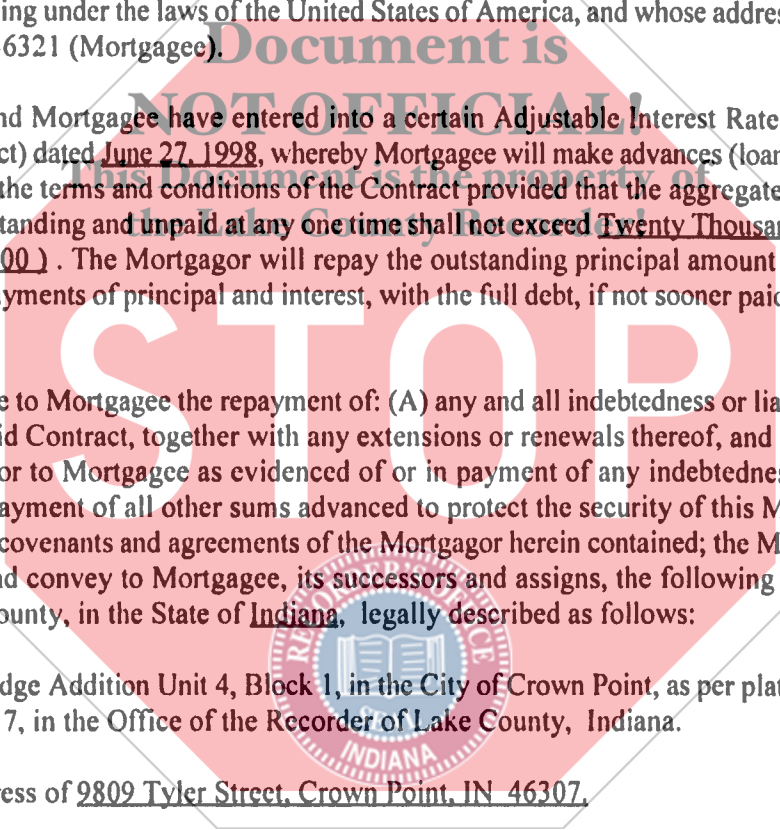 ing under the laws of the United States of America, and whose addres
6321 (Mortgagee).
Document is
NOT OFFICIAL!
nd Mortgagee have entered into a certain Adjustable Interest Rate
ct) dated June 27, 1998, whereby Mortgagee will make advances (loan
This Document is the property of
the terms and conditions of the Contract provided that the aggregate
the Lake County Recorder!
tanding and unpaid at any one time shall not exceed Twenty Thousan
00 ) . The Mortgagor will repay the outstanding principal amount
yments of principal and interest, with the full debt, if not sooner paid
STOP
e to Mortgagee the repayment of: (A) any and all indebtedness or lia
id Contract, together with any extensions or renewals thereof, and
or to Mortgagee as evidenced of or in payment of any indebtednes
ayment of all other sums advanced to protect the security of this M
covenants and agreements of the Mortgagor herein contained; the M
nd convey to Mortgagee, its successors and assigns, the following
ounty, in the State of Indiana, legally described as follows:
RECORDER'S OFFICE
dge Addition Unit 4, Block 1, in the City of Crown Point, as per plat
7, in the Office of the Recorder of Lake County, Indiana.
SEAL
INDIANA
ress of 9809 Tyler Street, Crown Point, IN 46307,